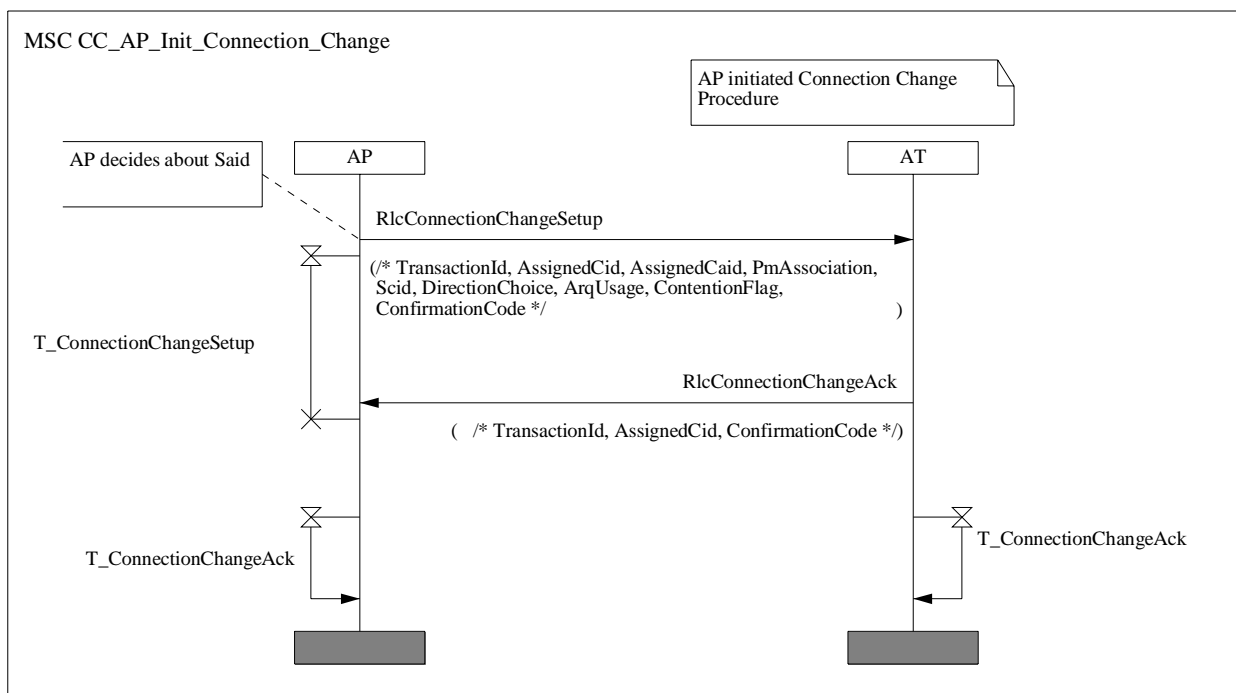 MSC CC_AP_Init_Connection_Change
AP initiated Connection Change
Procedure
AP decides about Said
AP
AT
RlcConnectionChangeSetup
(/* TransactionId, AssignedCid, AssignedCaid, PmAssociation,
Scid, DirectionChoice, ArqUsage, ContentionFlag,
ConfirmationCode */ )
T_ConnectionChangeSetup
RlcConnectionChangeAck
( /* TransactionId, AssignedCid, ConfirmationCode */)
T_ConnectionChangeAck
T_ConnectionChangeAck